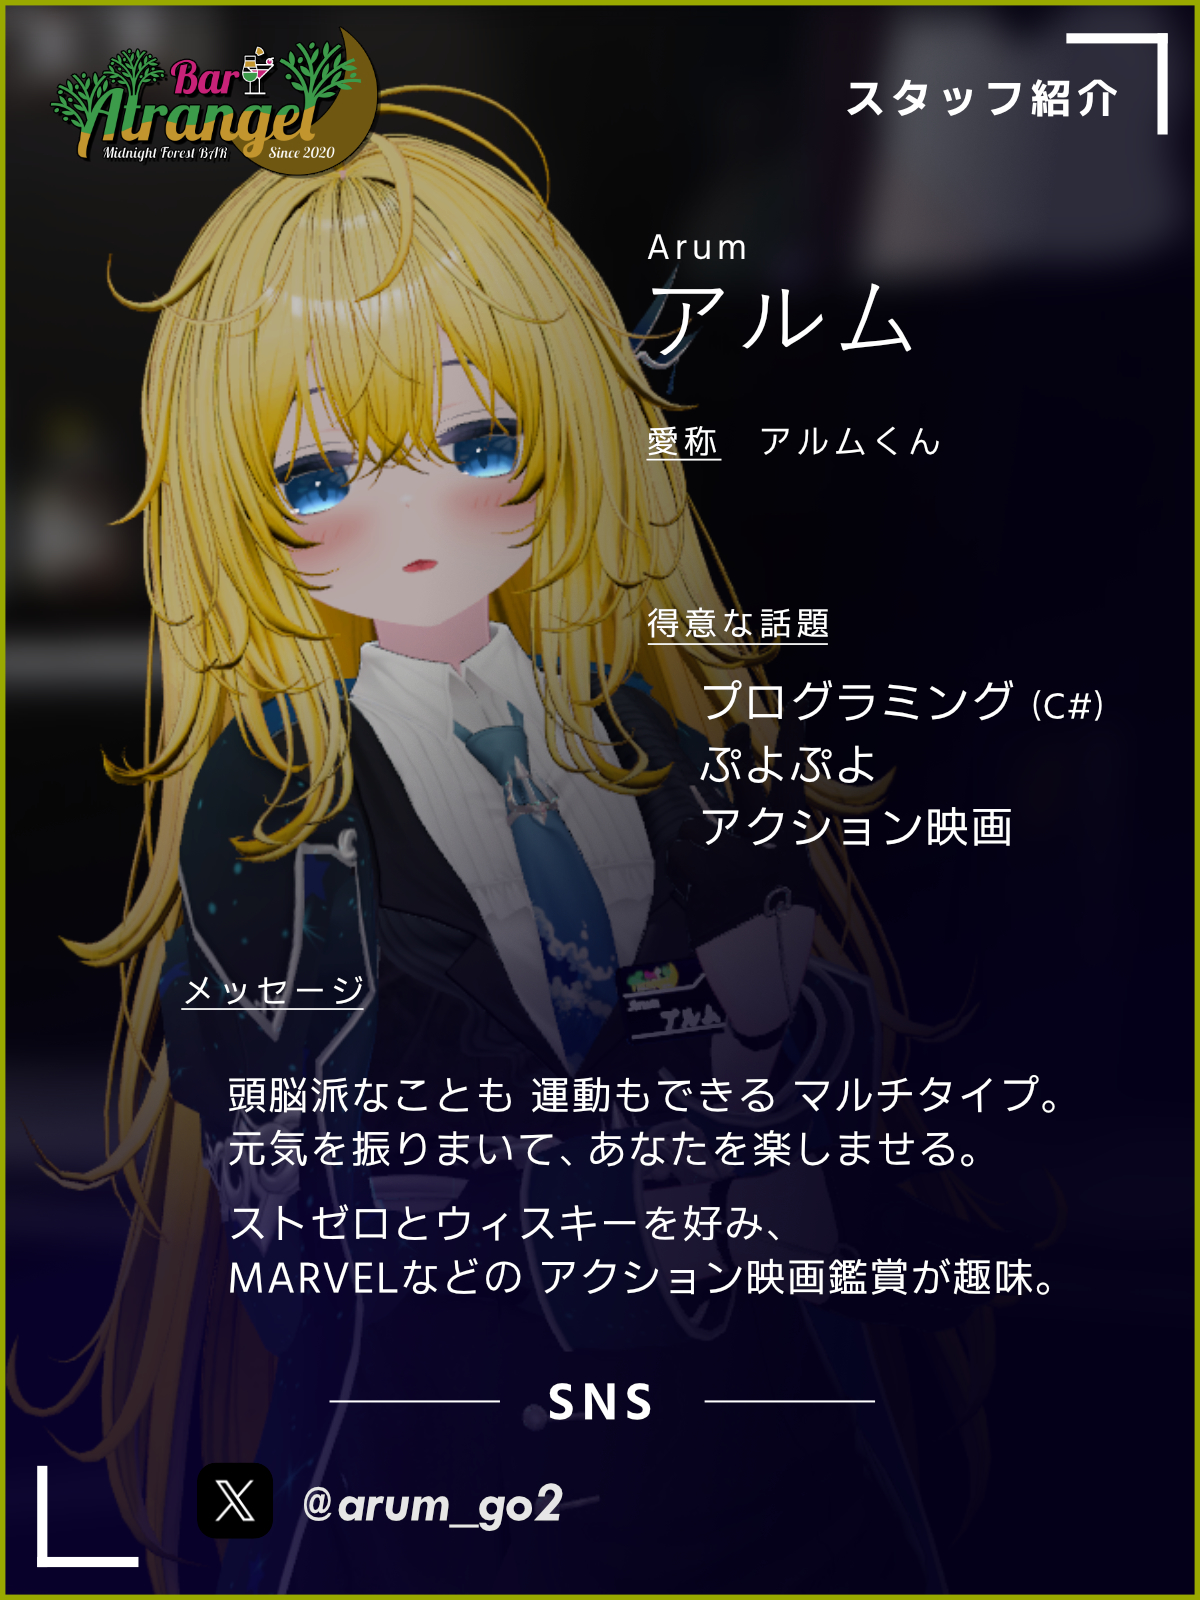 Bar
Atrangel
Midnight Forest BAR Since 2020
スタッフ紹介
Arum
アルム
愛称 アルムくん
得意な話題
プログラミング (C#)
ぷよぷよ
アクション映画
Arum
アルム
メッセージ
頭脳派なことも 運動もできる マルチタイプ。
元気を振りまいて、あなたを楽しませる。
ストゼロとウィスキーを好み、
MARVELなどの アクション映画鑑賞が趣味。
SNS
@arum_go2